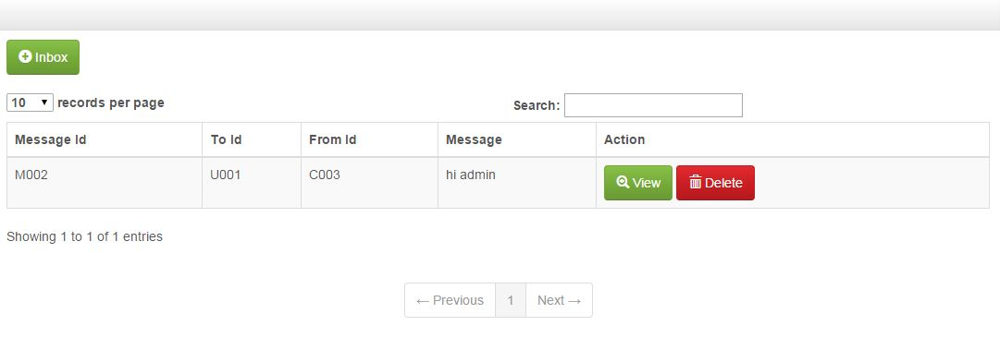 Inbox
10 records per page Search:
Message Id To Id From Id Message Action
M002 U001 C003 hi admin View Delete
Showing 1 to 1 of 1 entries
← Previous 1 Next →